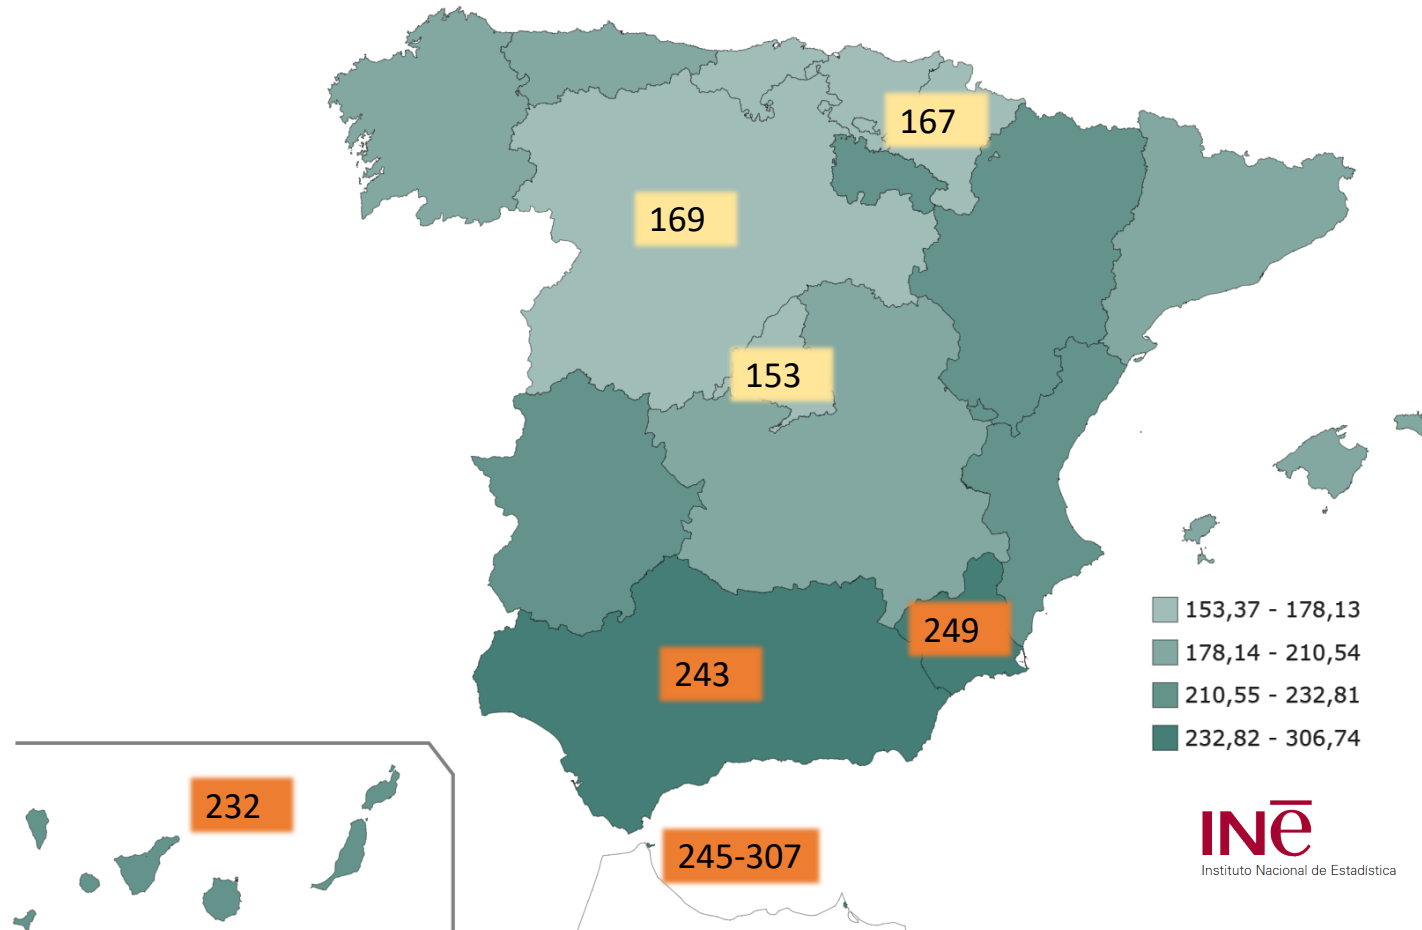 167
169
153
249
243
232
245-307
153,37 - 178,13
178,14 - 210,54
210,55 - 232,81
232,82 - 306,74
INe
Instituto Nacional de Estadística